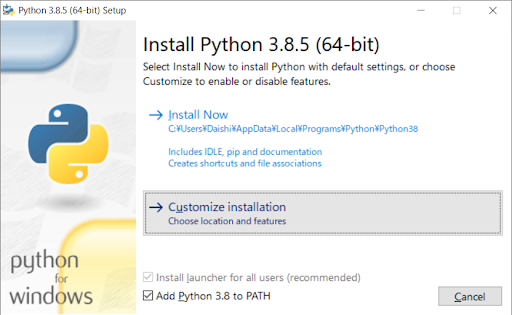 Python 3.8.5 (64-bit) Setup
Install Python 3.8.5 (64-bit)
Select Install Now to install Python with default settings, or choose
Customize to enable or disable features.
Install Now
C:¥Users¥Daishi¥AppData¥Local¥Programs¥Python¥Python38
Includes IDLE, pip and documentation
Creates shortcuts and file associations
Customize installation
Choose location and features
python
for
windows
Install launcher for all users (recommended)
Add Python 3.8 to PATH
Cancel